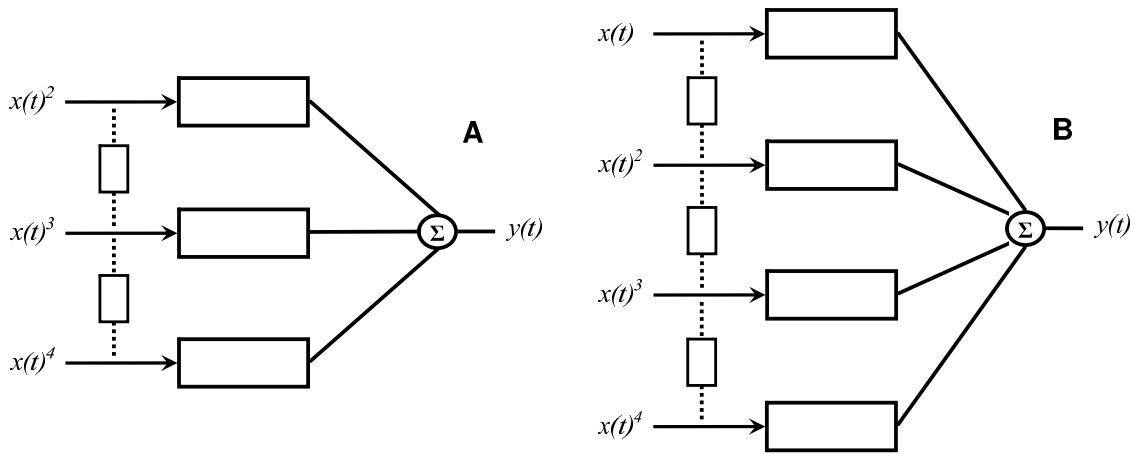 x(t)²
x(t)³
x(t)⁴
A
Σ
y(t)
x(t)
x(t)²
x(t)³
x(t)⁴
B
Σ
y(t)